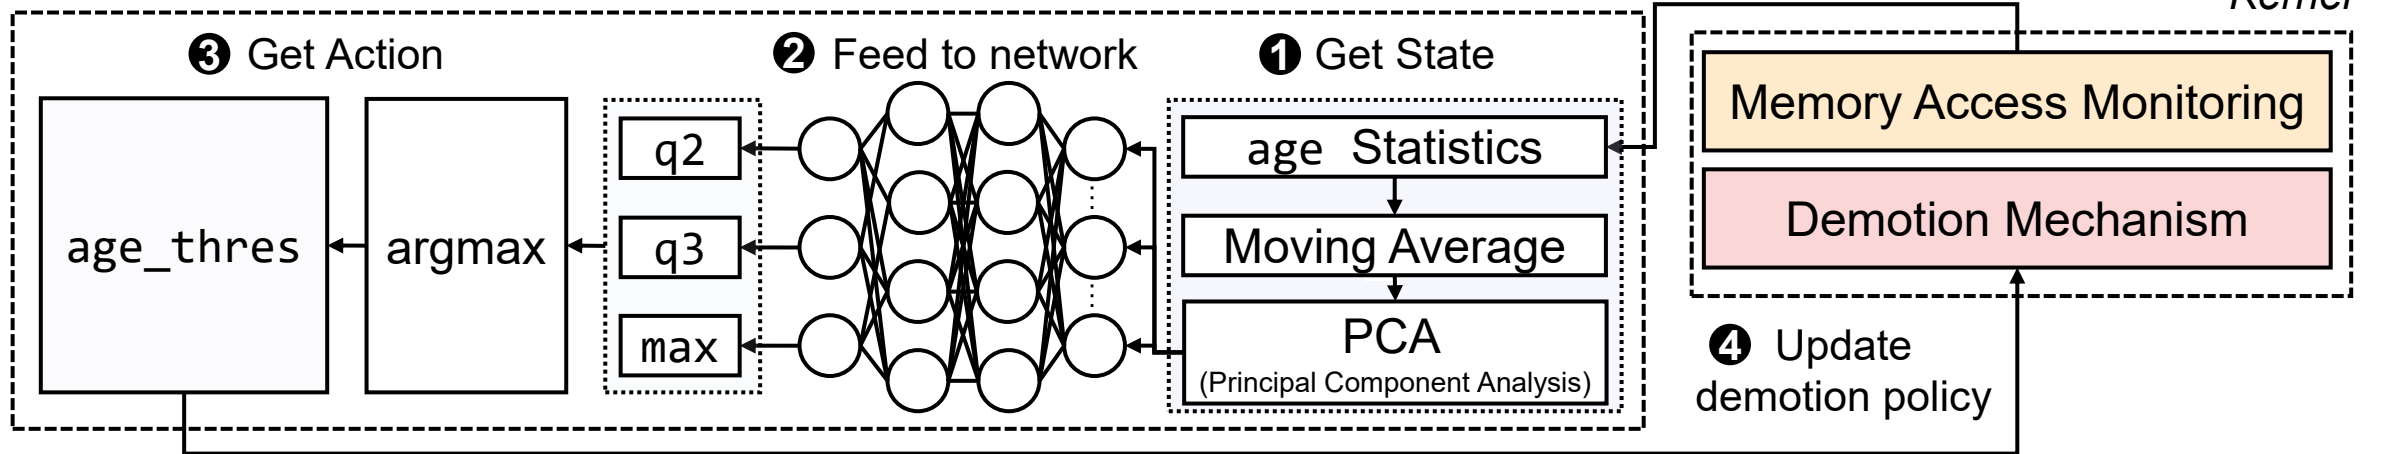 Kernel
❸ Get Action
❷ Feed to network
❶ Get State
age_thres
argmax
q2
q3
max
age Statistics
Moving Average
PCA
(Principal Component Analysis)
Memory Access Monitoring
Demotion Mechanism
❹ Update
demotion policy